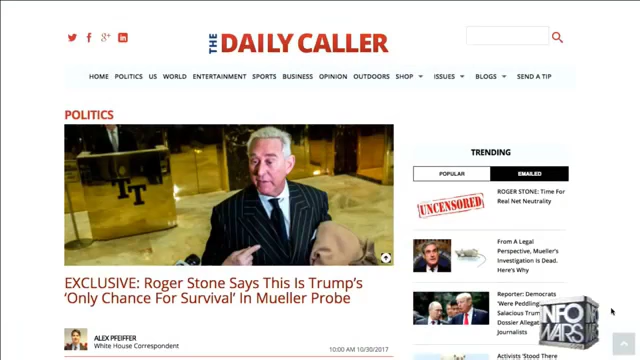 THE DAILY CALLER
HOME POLITICS US WORLD ENTERTAINMENT SPORTS BUSINESS OPINION OUTDOORS SHOP ISSUES BLOGS SEND A TIP
POLITICS
EXCLUSIVE: Roger Stone Says This Is Trump's
'Only Chance For Survival' In Mueller Probe
ALEX PFEIFFER
White House Correspondent
10:00 AM 10/30/2017
TRENDING
POPULAR EMAILED
UNCENSORED
ROGER STONE: Time For
Real Net Neutrality
From A Legal
Perspective, Mueller's
Investigation Is Dead.
Here's Why
Reporter: Democrats
Were Peddling
Salacious Trum
Dossier Allegat
Journalists
Activists 'Stood There
INFO
WARS